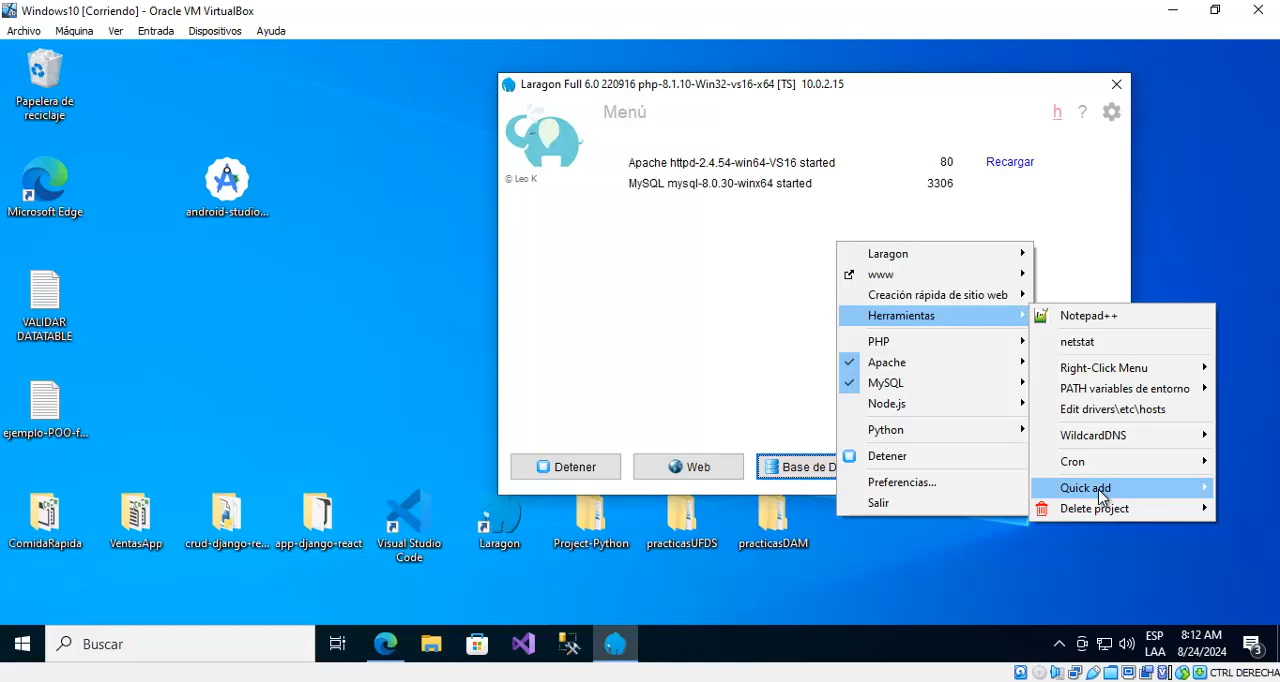 Windows10 [Corriendo] - Oracle VM VirtualBox
Archivo Máquina Ver Entrada Dispositivos Ayuda
Papelera de
reciclaje
Microsoft Edge
android-studio...
VALIDAR
DATATABLE
ejemplo-POO-f...
Laragon Full 6.0 220916 php-8.1.10-Win32-vs16-x64 [TS] 10.0.2.15
Menú
h ?
© Leo K
Apache httpd-2.4.54-win64-VS16 started 80 Recargar
MySQL mysql-8.0.30-winx64 started 3306
Detener Web Base de D
Laragon
www
Creación rápida de sitio web
Herramientas
PHP
Apache
MySQL
Node.js
Python
Detener
Preferencias...
Salir
Notepad++
netstat
Right-Click Menu
PATH variables de entorno
Edit drivers\etc\hosts
WildcardDNS
Cron
Quick add
Delete project
ComidaRapida
VentasApp
crud-django-re...
app-django-react
Visual Studio
Code
Laragon
Project-Python
practicasUFDS
practicasDAM
Buscar
ESP
LAA
8:12 AM
8/24/2024
3
CTRL DERECHA